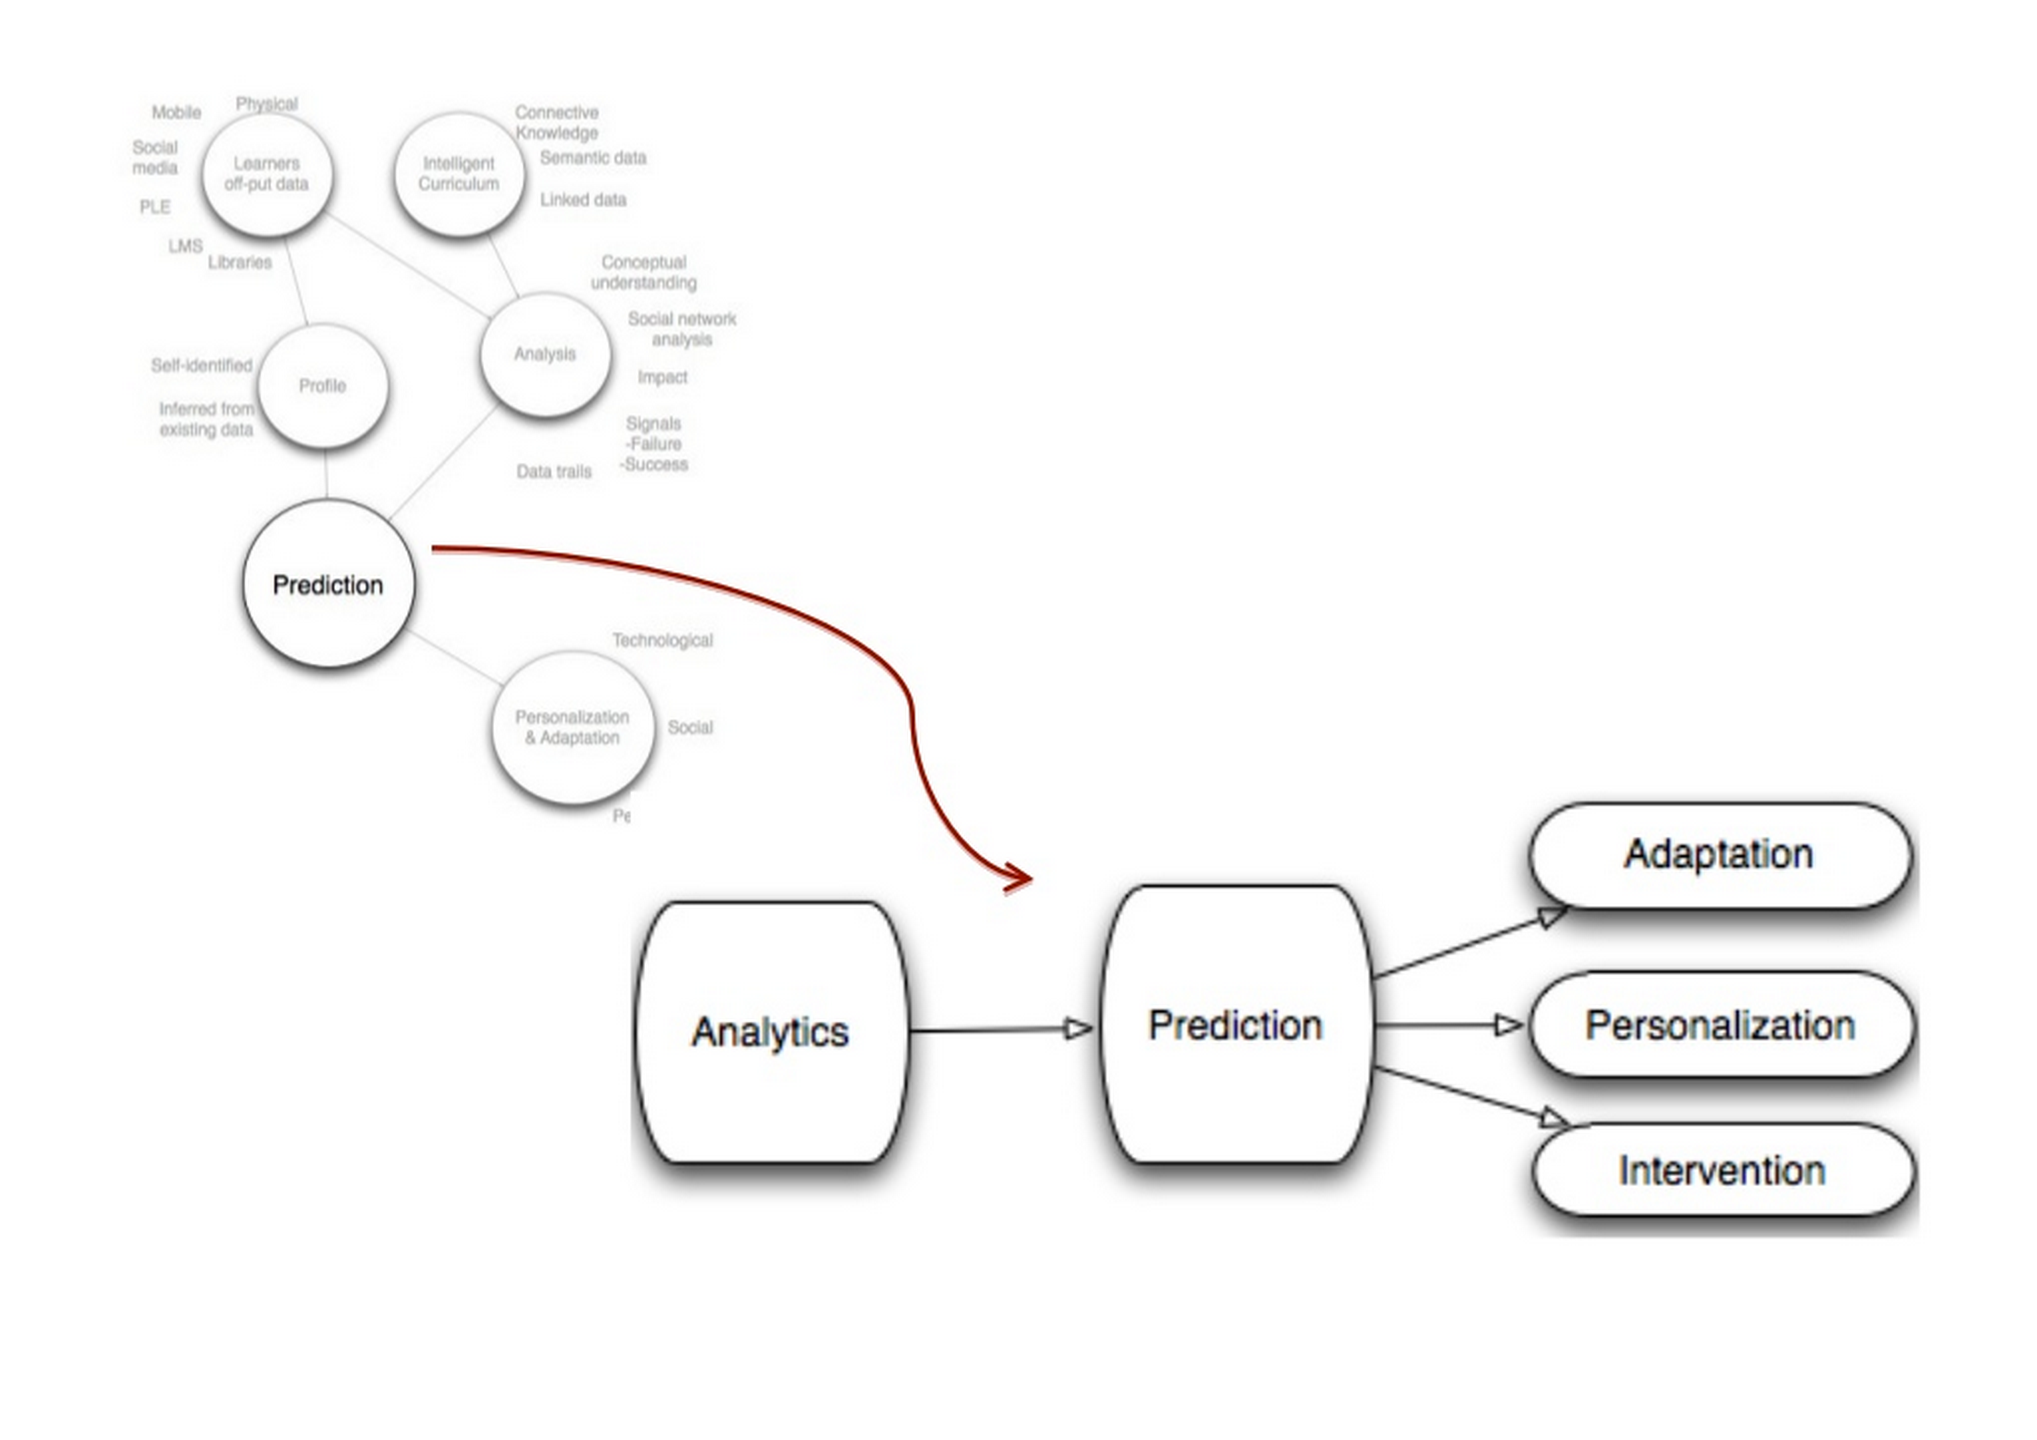 Mobile
Physical
Social
media
Learners
off-put data
PLE
LMS
Libraries
Intelligent
Curriculum
Connective
Knowledge
Semantic data
Linked data
Conceptual
understanding
Social network
analysis
Analysis
Impact
Signals
-Failure
-Success
Data trails
Self-identified
Profile
Inferred from
existing data
Prediction
Technological
Personalization
& Adaptation
Social
Pe
Analytics
Prediction
Adaptation
Personalization
Intervention